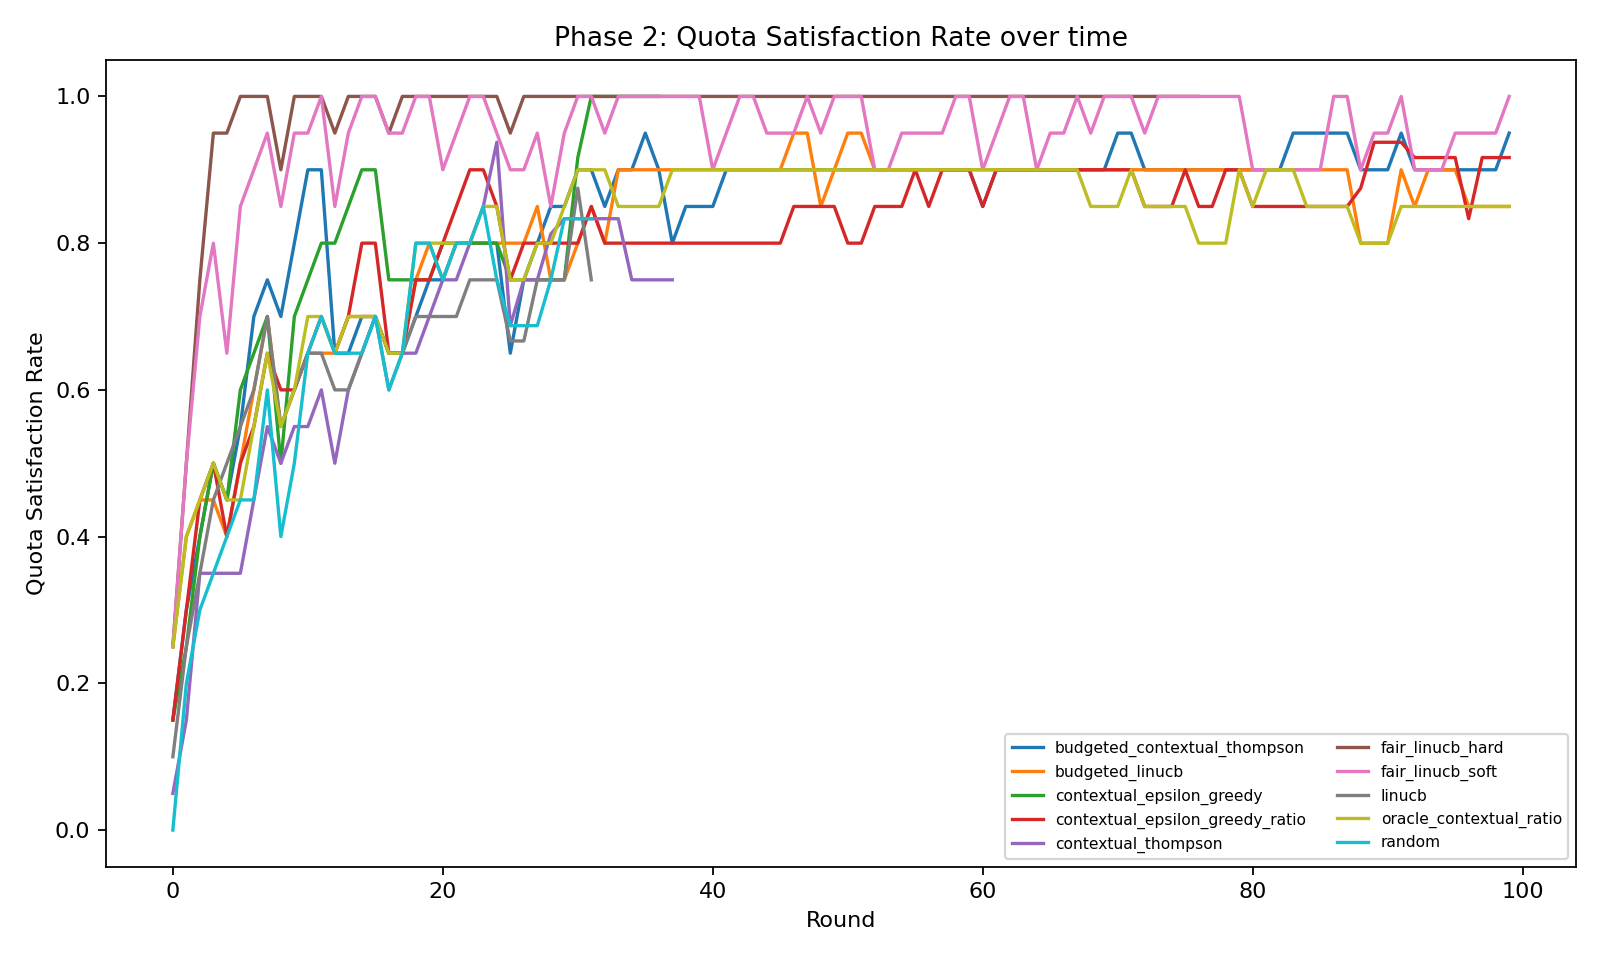 Phase 2: Quota Satisfaction Rate over time
Quota Satisfaction Rate
1.0
0.8
0.6
0.4
0.2
0.0
0
20
40
60
80
100
Round
budgeted_contextual_thompson
budgeted_linucb
contextual_epsilon_greedy
contextual_epsilon_greedy_ratio
contextual_thompson
fair_linucb_hard
fair_linucb_soft
linucb
oracle_contextual_ratio
random